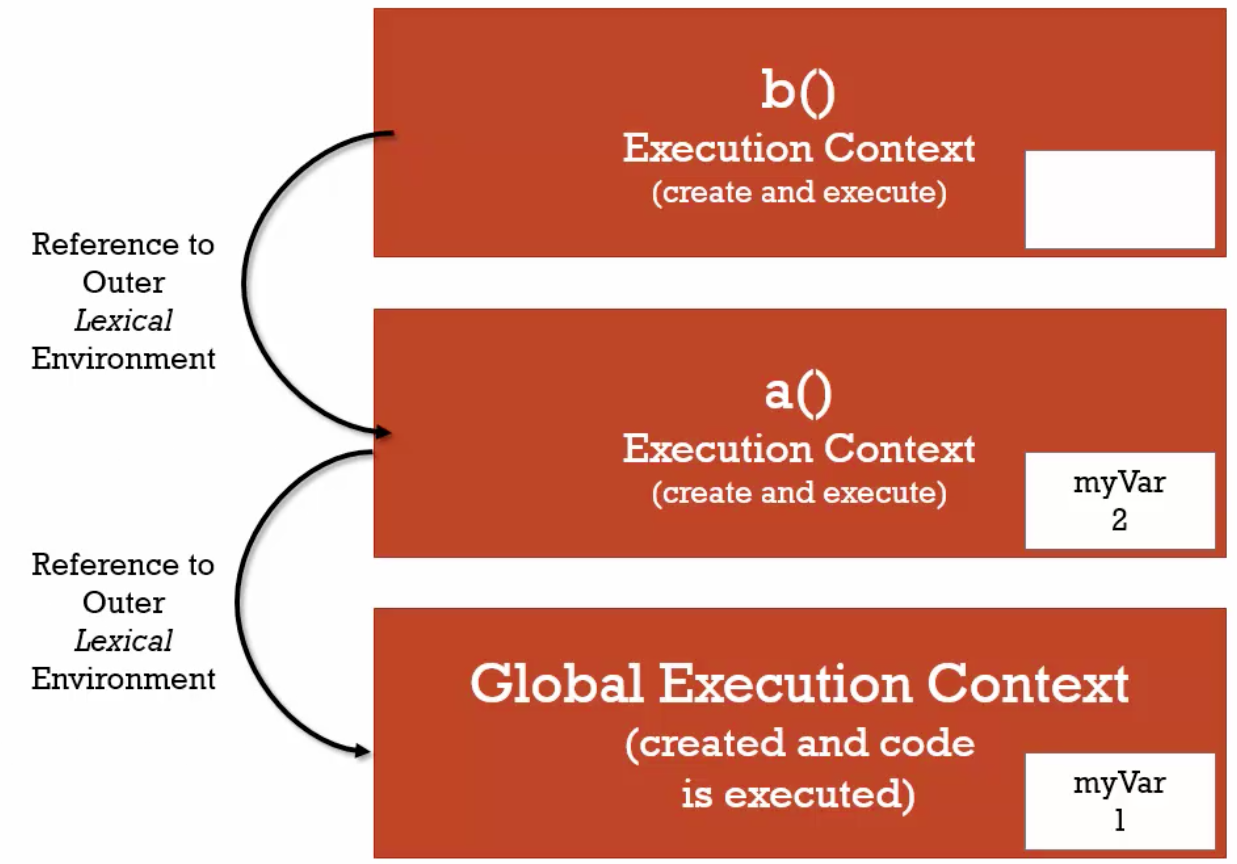 b()
Execution Context
(create and execute)
Reference to
Outer
Lexical
Environment
a()
Execution Context
(create and execute)
myVar
2
Reference to
Outer
Lexical
Environment
Global Execution Context
(created and code
is executed)
myVar
1